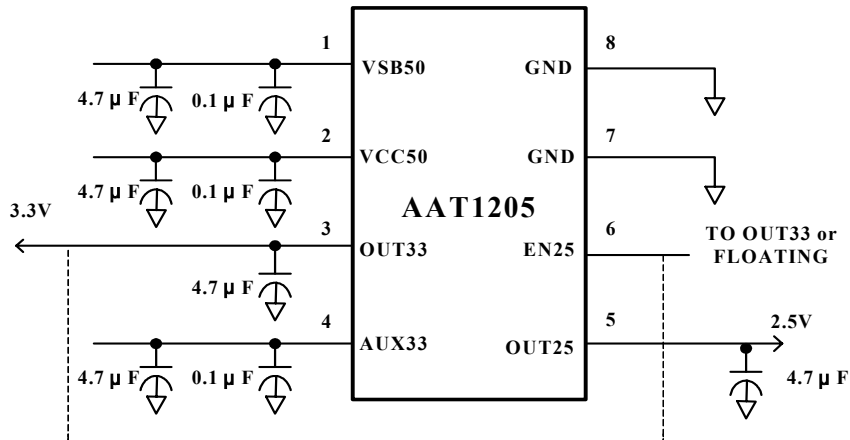 1
8
VSB50
GND
4.7 μ F
0.1 μ F
2
7
VCC50
GND
4.7 μ F
0.1 μ F
AAT1205
3.3V
3
6
TO OUT33 or
FLOATING
OUT33
EN25
4.7 μ F
4
5
2.5V
AUX33
OUT25
4.7 μ F
0.1 μ F
4.7 μ F